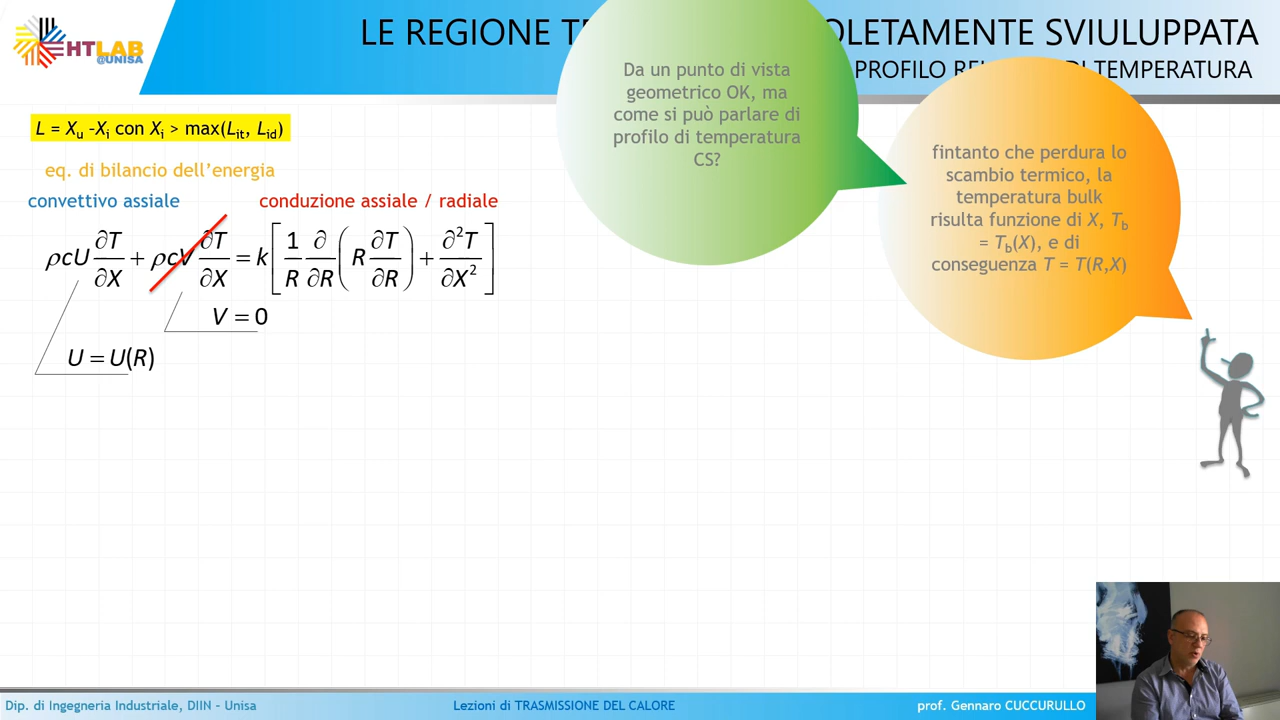 HTLAB
@UNISA
LE REGIONE T OLETAMENTE SVIULUPPATA
PROFILO REL DI TEMPERATURA
Da un punto di vista
geometrico OK, ma
come si può parlare di
profilo di temperatura
CS?
fintanto che perdura lo
scambio termico, la
temperatura bulk
risulta funzione di X, Tb
= Tb(X), e di
conseguenza T = T(R,X)
L = Xu –Xi con Xi > max(Lit, Lid)
eq. di bilancio dell’energia
convettivo assiale conduzione assiale / radiale
ρcU ∂T/∂X + ρcV ∂T/∂X = k[1/R ∂/∂R (R ∂T/∂R) + ∂²T/∂X²]
V = 0
U = U(R)
Dip. di Ingegneria Industriale, DIIN – Unisa Lezioni di TRASMISSIONE DEL CALORE prof. Gennaro CUCCURULLO